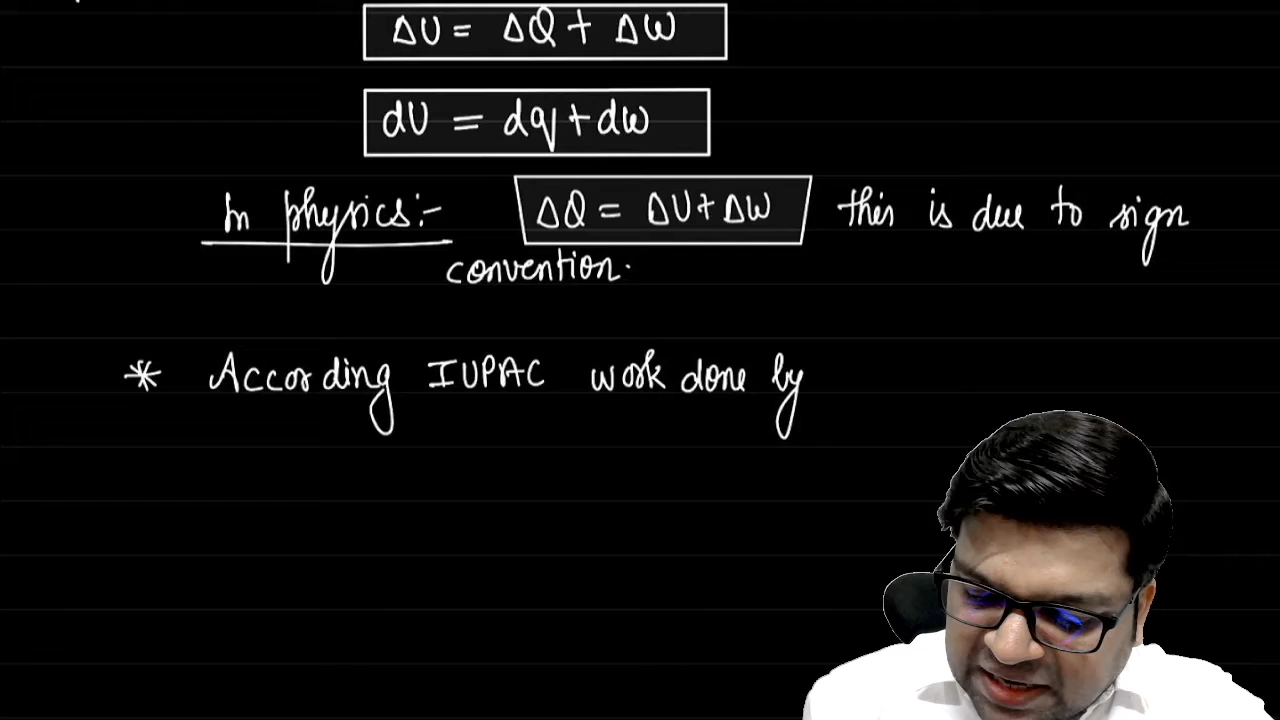 ΔU = ΔQ + ΔW
dU = dq + dw
In physics:- ΔQ = ΔU + ΔW this is due to sign
convention.
* According IUPAC work done by